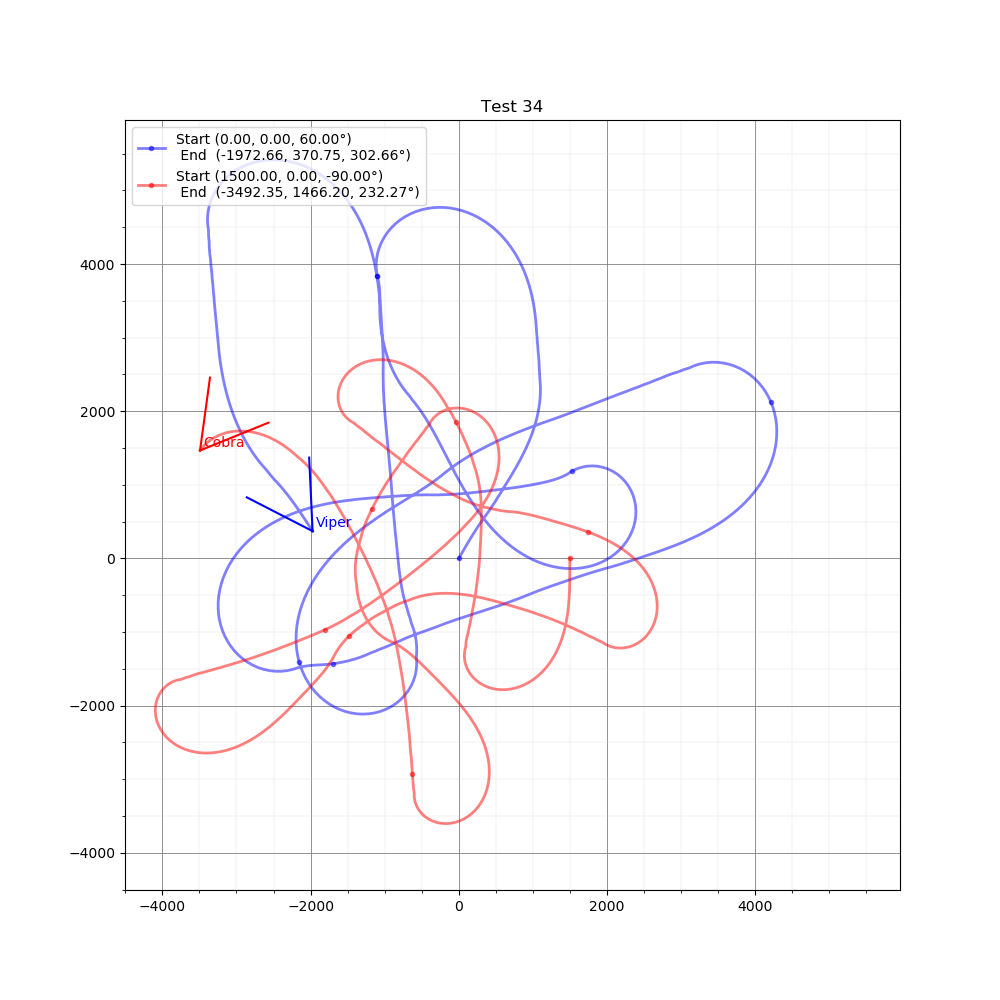 Test 34
Start (0.00, 0.00, 60.00°)
End (-1972.66, 370.75, 302.66°)
Start (1500.00, 0.00, -90.00°)
End (-3492.35, 1466.20, 232.27°)
4000
2000
Cobra
Viper
0
−2000
−4000
−4000 −2000 0 2000 4000